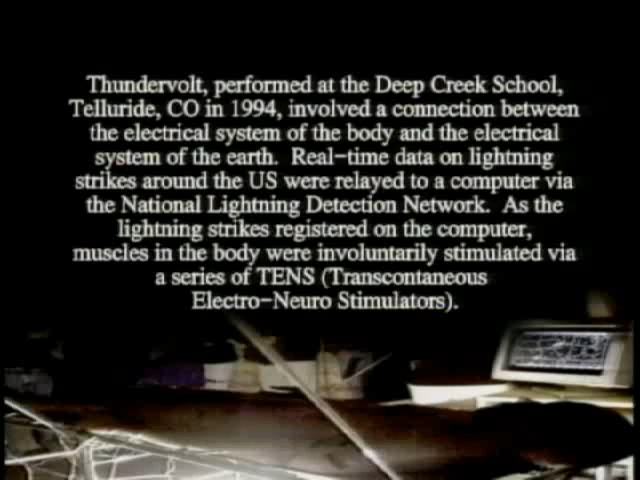 Thundervolt, performed at the Deep Creek School,
Telluride, CO in 1994, involved a connection between
the electrical system of the body and the electrical
system of the earth. Real-time data on lightning
strikes around the US were relayed to a computer via
the National Lightning Detection Network. As the
lightning strikes registered on the computer,
muscles in the body were involuntarily stimulated via
a series of TENS (Transcontaneous
Electro-Neuro Stimulators).